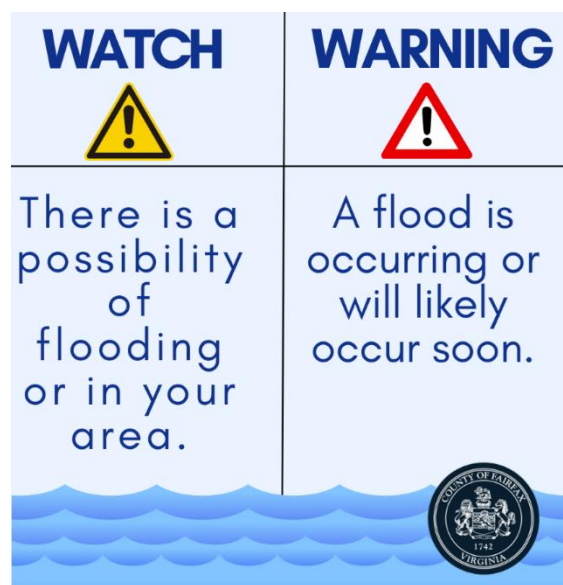 WATCH
WARNING
There is a
possibility
of
flooding
or in your
area.
A flood is
occurring or
will likely
occur soon.
COUNTY OF FAIRFAX
1742
VIRGINIA